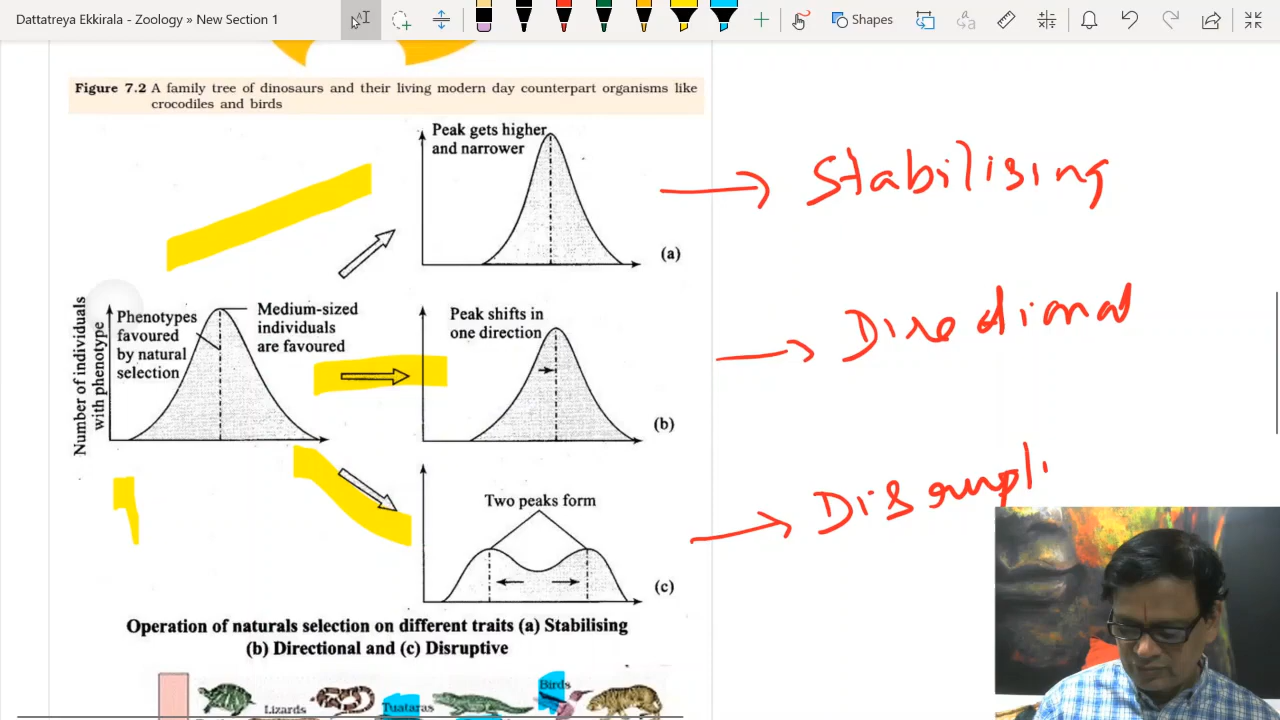 Dattatreya Ekkirala - Zoology » New Section 1
Shapes
Figure 7.2 A family tree of dinosaurs and their living modern day counterpart organisms like
crocodiles and birds
Peak gets higher
and narrower
(a)
Stabilising
Number of individuals
with phenotype
Phenotypes
favoured
by natural
selection
Medium-sized
individuals
are favoured
Peak shifts in
one direction
(b)
Directional
Two peaks form
(c)
Disrupti
Operation of naturals selection on different traits (a) Stabilising
(b) Directional and (c) Disruptive
Lizards
Tuataras
Birds